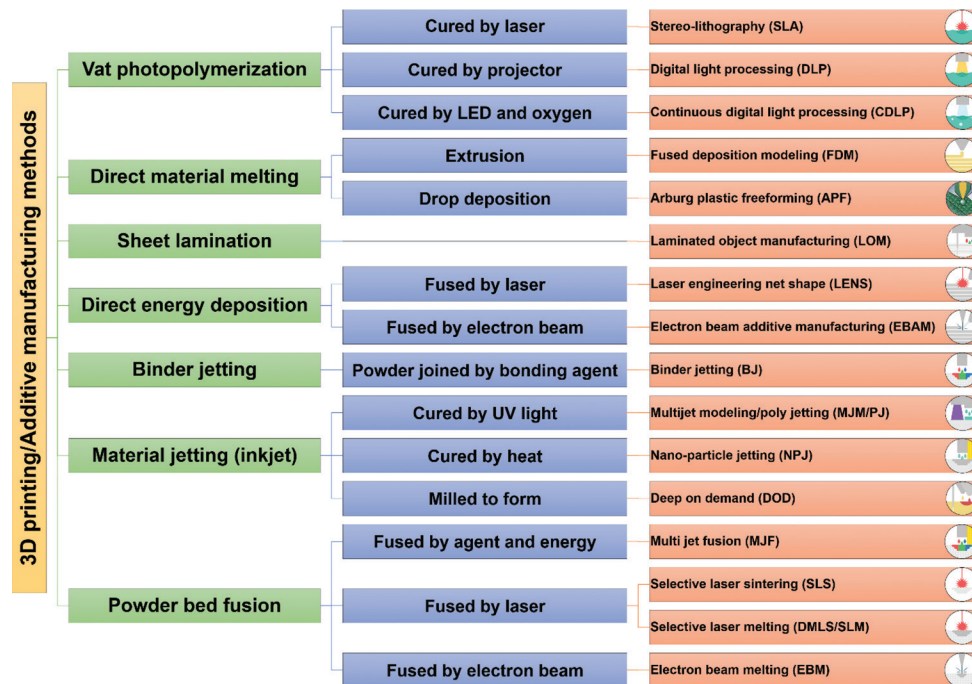 3D printing/Additive manufacturing methods
Vat photopolymerization
Cured by laser
Stereo-lithography (SLA)
Cured by projector
Digital light processing (DLP)
Cured by LED and oxygen
Continuous digital light processing (CDLP)
Direct material melting
Extrusion
Fused deposition modeling (FDM)
Drop deposition
Arburg plastic freeforming (APF)
Sheet lamination
Laminated object manufacturing (LOM)
Direct energy deposition
Fused by laser
Laser engineering net shape (LENS)
Fused by electron beam
Electron beam additive manufacturing (EBAM)
Binder jetting
Powder joined by bonding agent
Binder jetting (BJ)
Material jetting (inkjet)
Cured by UV light
Multijet modeling/poly jetting (MJM/PJ)
Cured by heat
Nano-particle jetting (NPJ)
Milled to form
Deep on demand (DOD)
Powder bed fusion
Fused by agent and energy
Multi jet fusion (MJF)
Fused by laser
Selective laser sintering (SLS)
Selective laser melting (DMLS/SLM)
Fused by electron beam
Electron beam melting (EBM)